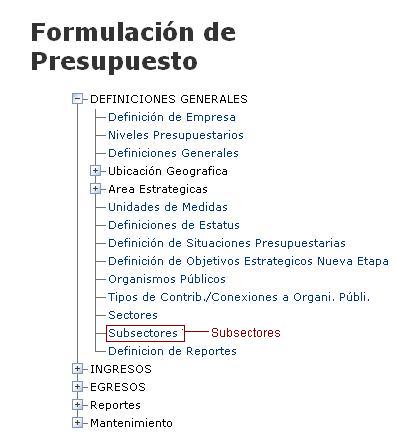 Formulación de
Presupuesto
DEFINICIONES GENERALES
Definición de Empresa
Niveles Presupuestarios
Definiciones Generales
Ubicación Geografica
Area Estrategicas
Unidades de Medidas
Definiciones de Estatus
Definición de Situaciones Presupuestarias
Definición de Objetivos Estrategicos Nueva Etapa
Organismos Públicos
Tipos de Contrib./Conexiones a Organi. Públi.
Sectores
Subsectores Subsectores
Definicion de Reportes
INGRESOS
EGRESOS
Reportes
Mantenimiento